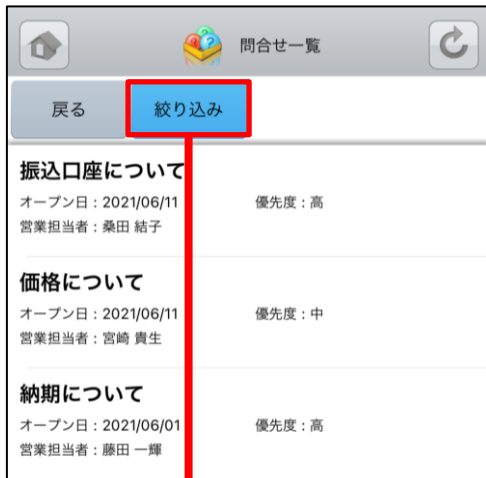 問合せ一覧
戻る 絞り込み
振込口座について
オープン日：2021/06/11 優先度：高
営業担当者：桑田 結子
価格について
オープン日：2021/06/11 優先度：中
営業担当者：宮崎 貴生
納期について
オープン日：2021/06/01 優先度：高
営業担当者：藤田 一輝